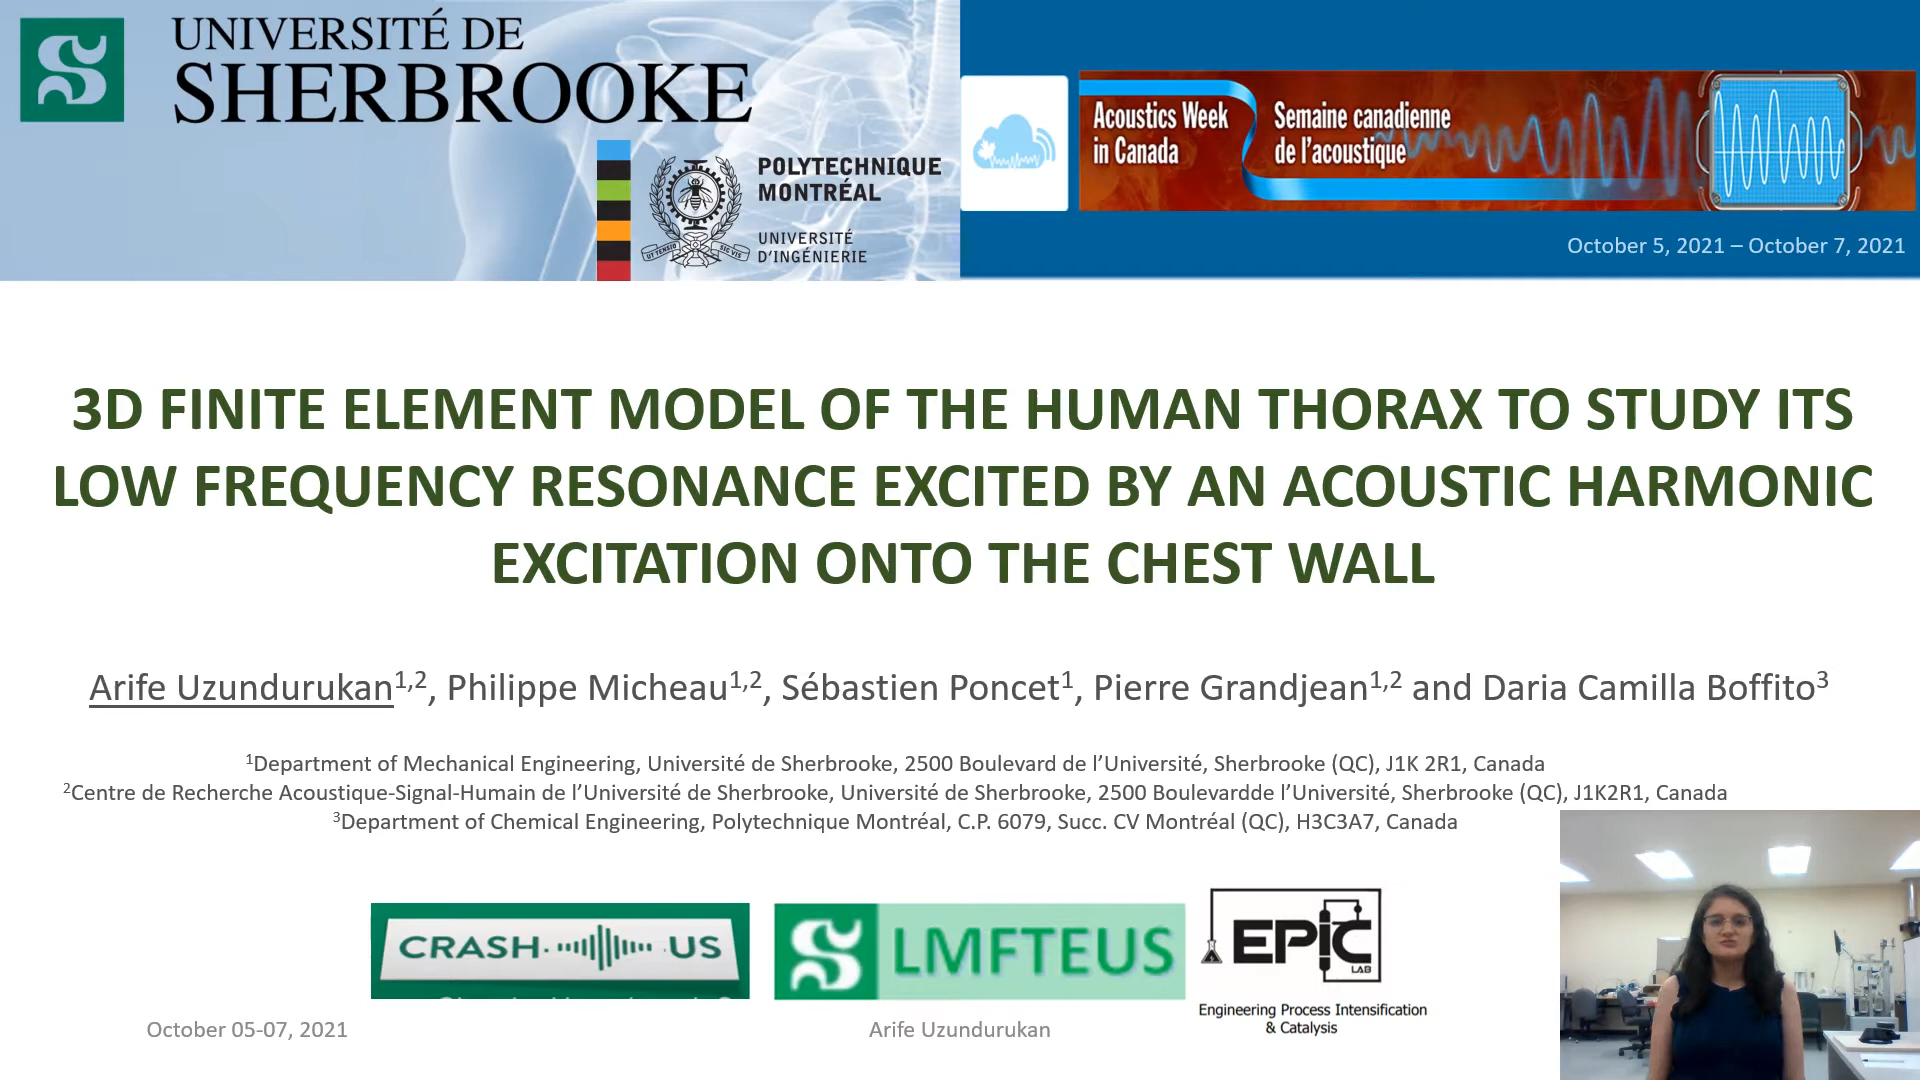 UNIVERSITÉ DE
SHERBROOKE
POLYTECHNIQUE
MONTRÉAL
UNIVERSITÉ
D'INGÉNIERIE
UT TENSIO SIC VIS
Acoustics Week
in Canada
Semaine canadienne
de l'acoustique
October 5, 2021 – October 7, 2021
3D FINITE ELEMENT MODEL OF THE HUMAN THORAX TO STUDY ITS
LOW FREQUENCY RESONANCE EXCITED BY AN ACOUSTIC HARMONIC
EXCITATION ONTO THE CHEST WALL
Arife Uzundurukan1,2, Philippe Micheau1,2, Sébastien Poncet1, Pierre Grandjean1,2 and Daria Camilla Boffito3
1Department of Mechanical Engineering, Université de Sherbrooke, 2500 Boulevard de l'Université, Sherbrooke (QC), J1K 2R1, Canada
2Centre de Recherche Acoustique-Signal-Humain de l'Université de Sherbrooke, Université de Sherbrooke, 2500 Boulevardde l'Université, Sherbrooke (QC), J1K2R1, Canada
3Department of Chemical Engineering, Polytechnique Montréal, C.P. 6079, Succ. CV Montréal (QC), H3C3A7, Canada
CRASH US
LMFTEUS
EPIC
LAB
Engineering Process Intensification
& Catalysis
October 05-07, 2021
Arife Uzundurukan